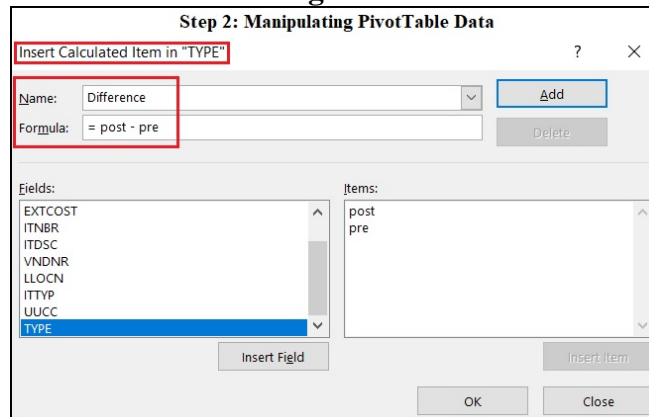 Step 2: Manipulating PivotTable Data
Insert Calculated Item in "TYPE"
? ×
Name: Difference
Add
Formula: = post - pre
Delete
Fields:
Items:
EXTCOST
ITNBR
ITDSC
VNDNR
LLOCN
ITTYP
UUCC
TYPE
post
pre
Insert Field
Insert Item
OK
Close